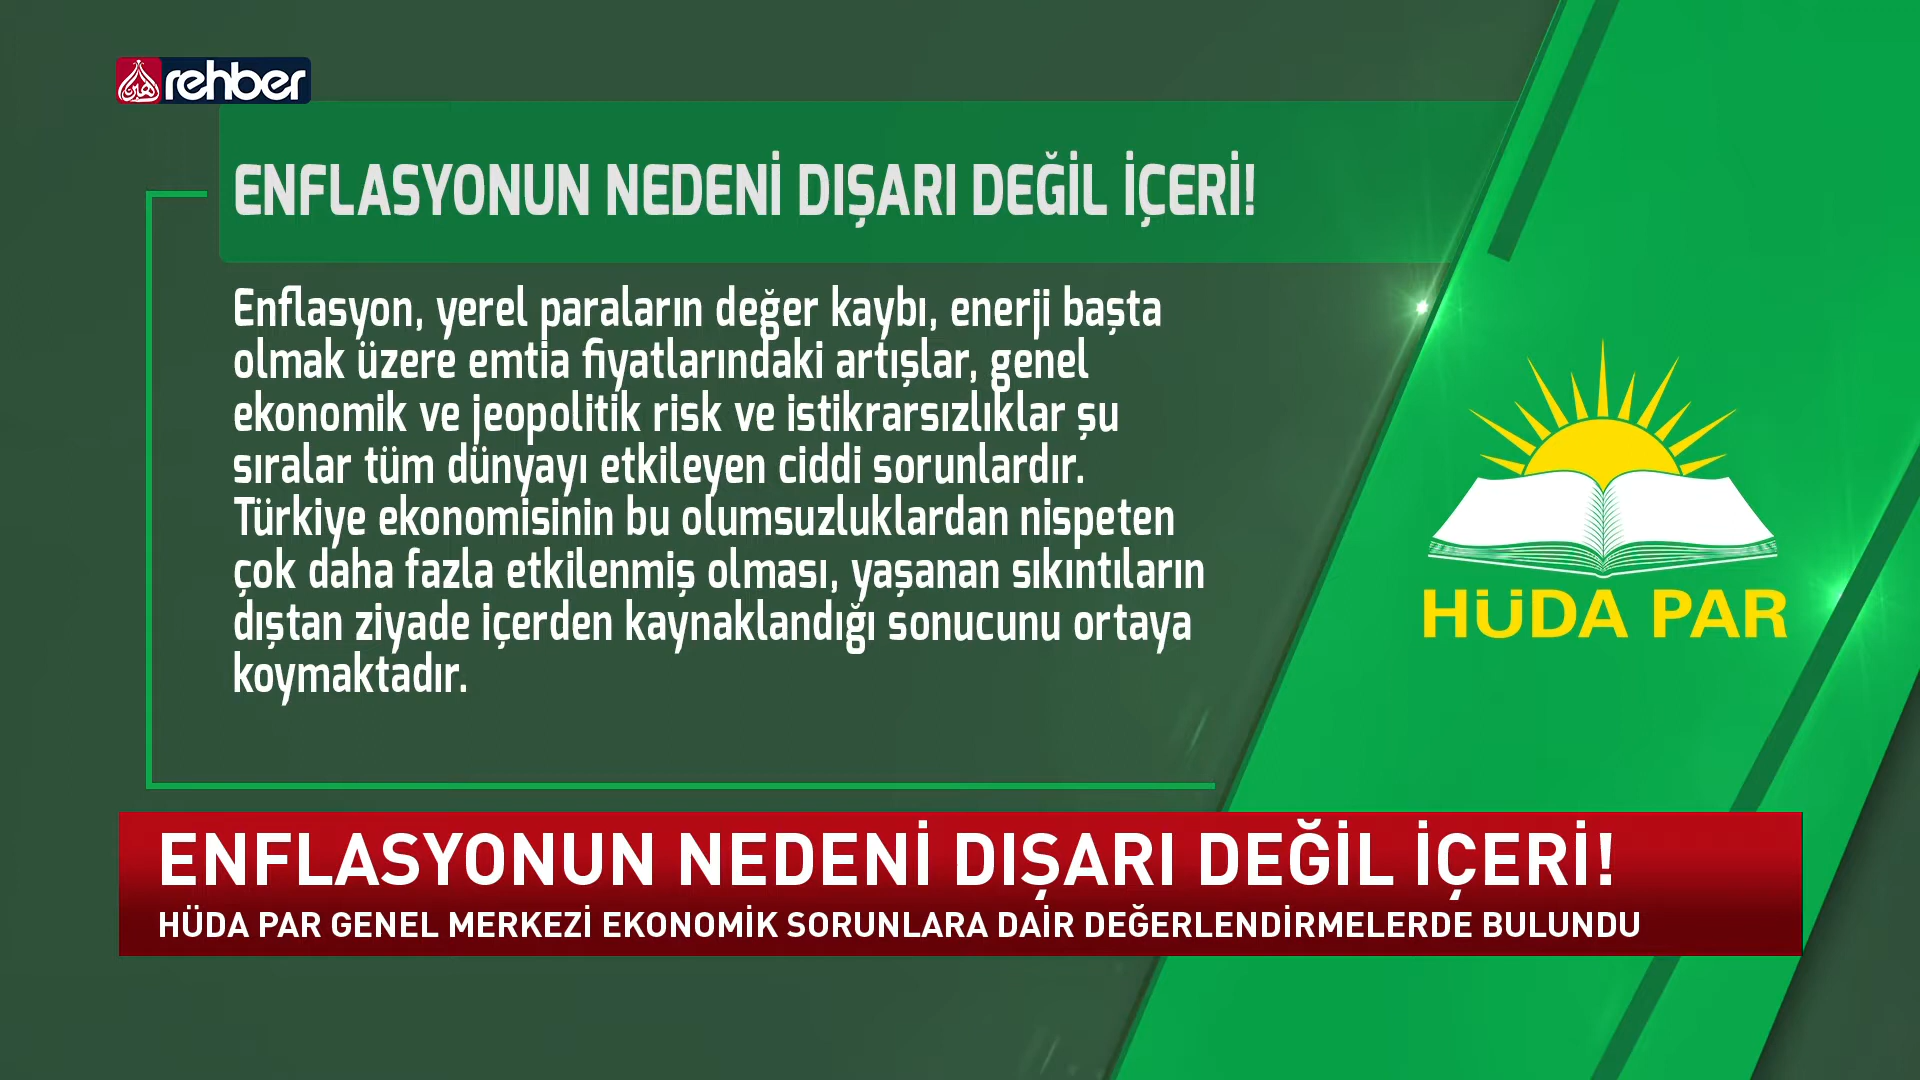 rehber
ENFLASYONUN NEDENİ DIŞARI DEĞİL İÇERİ!
Enflasyon, yerel paraların değer kaybı, enerji başta
olmak üzere emtia fiyatlarındaki artışlar, genel
ekonomik ve jeopolitik risk ve istikrarsızlıklar şu
sıralar tüm dünyayı etkileyen ciddi sorunlardır.
Türkiye ekonomisinin bu olumsuzluklardan nispeten
çok daha fazla etkilenmiş olması, yaşanan sıkıntıların
dıştan ziyade içerden kaynaklandığı sonucunu ortaya
koymaktadır.
HÜDA PAR
ENFLASYONUN NEDENİ DIŞARI DEĞİL İÇERİ!
HÜDA PAR GENEL MERKEZİ EKONOMİK SORUNLARA DAİR DEĞERLENDİRMELERDE BULUNDU